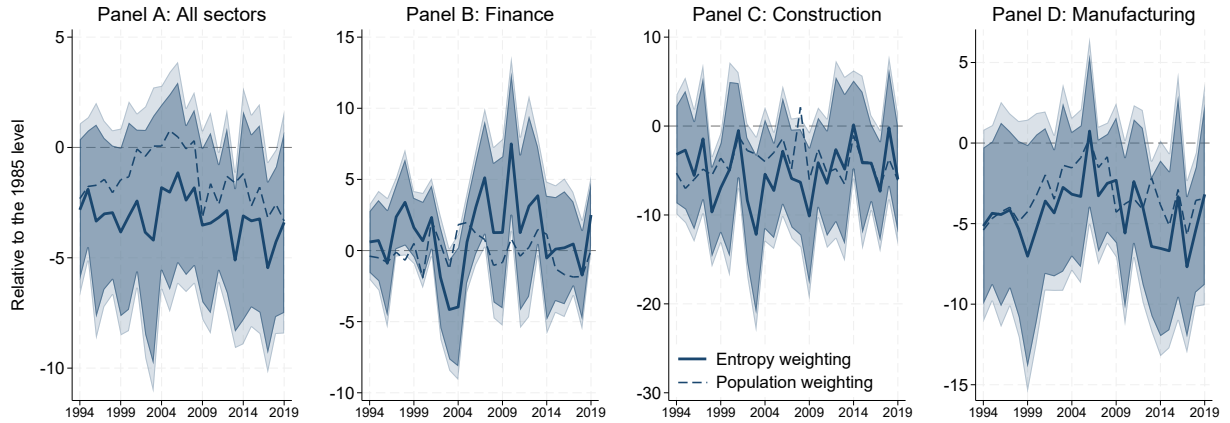 Panel A: All sectors
Panel B: Finance
Panel C: Construction
Panel D: Manufacturing
Relative to the 1985 level
5
0
-5
-10
1994 1999 2004 2009 2014 2019
15
10
5
0
-5
-10
1994 1999 2004 2009 2014 2019
10
0
-10
-20
-30
Entropy weighting
Population weighting
1994 1999 2004 2009 2014 2019
5
0
-5
-10
-15
1994 1999 2004 2009 2014 2019